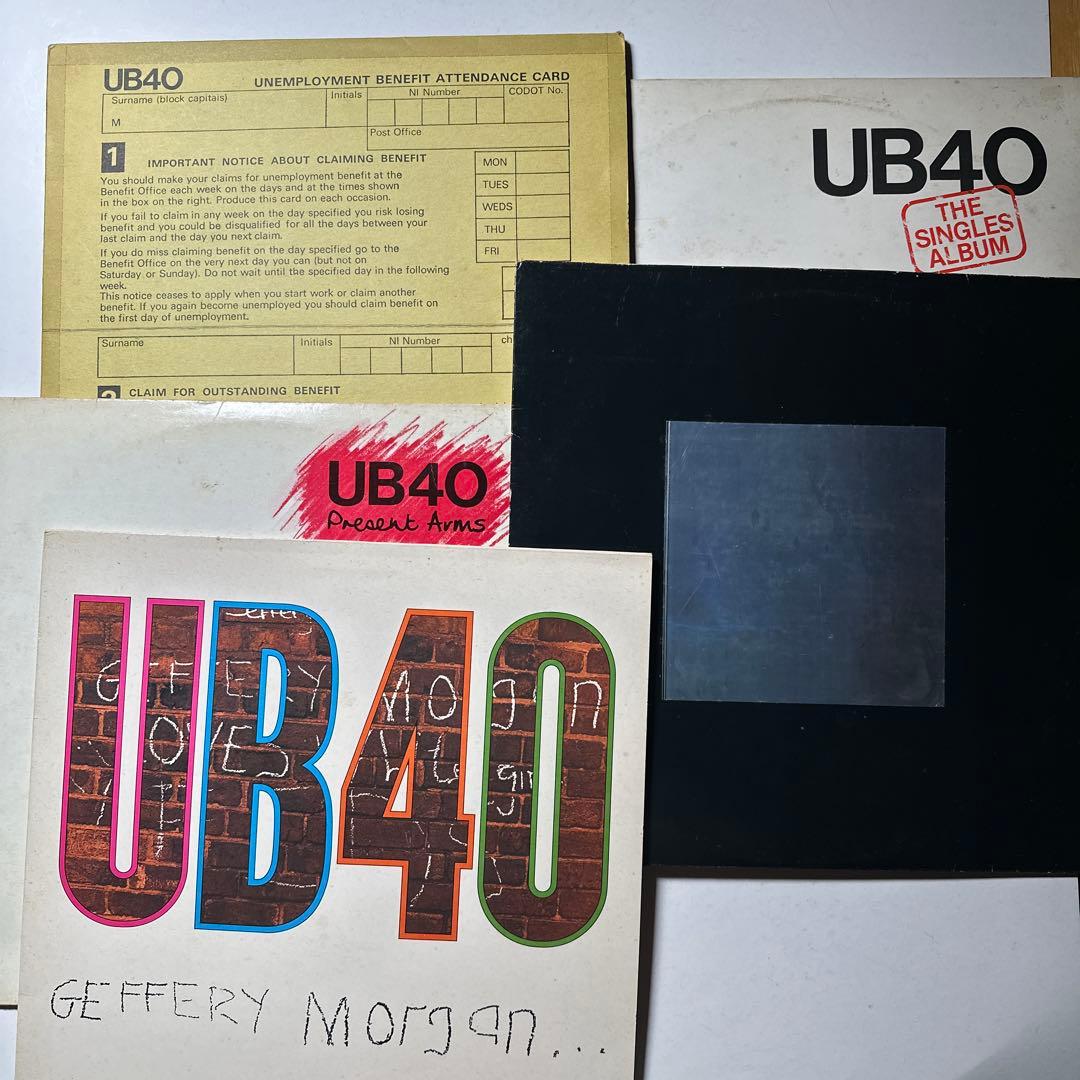 UB40 UNEMPLOYMENT BENEFIT ATTENDANCE CARD
Surname (block capitals) Initials NI Number CODOT No.
M
Post Office
1 IMPORTANT NOTICE ABOUT CLAIMING BENEFIT
You should make your claims for unemployment benefit at the
Benefit Office each week on the days and at the times shown
in the box on the right. Produce this card on each occasion.
If you fail to claim in any week on the day specified you risk losing
benefit and you could be disqualified for all the days between your
last claim and the day you next claim.
If you do miss claiming benefit on the day specified go to the
Benefit Office on the very next day you can (but not on
Saturday or Sunday). Do not wait until the specified day in the following
week.
This notice ceases to apply when you start work or claim another
benefit. If you again become unemployed you should claim benefit on
the first day of unemployment.
MON
TUES
WEDS
THU
FRI
Surname Initials NI Number ch
2 CLAIM FOR OUTSTANDING BENEFIT
UB40
THE
SINGLES
ALBUM
UB40
Present Arms
UB40
GEFFERY Morgan
LOVES
GEFFERY Morgan...